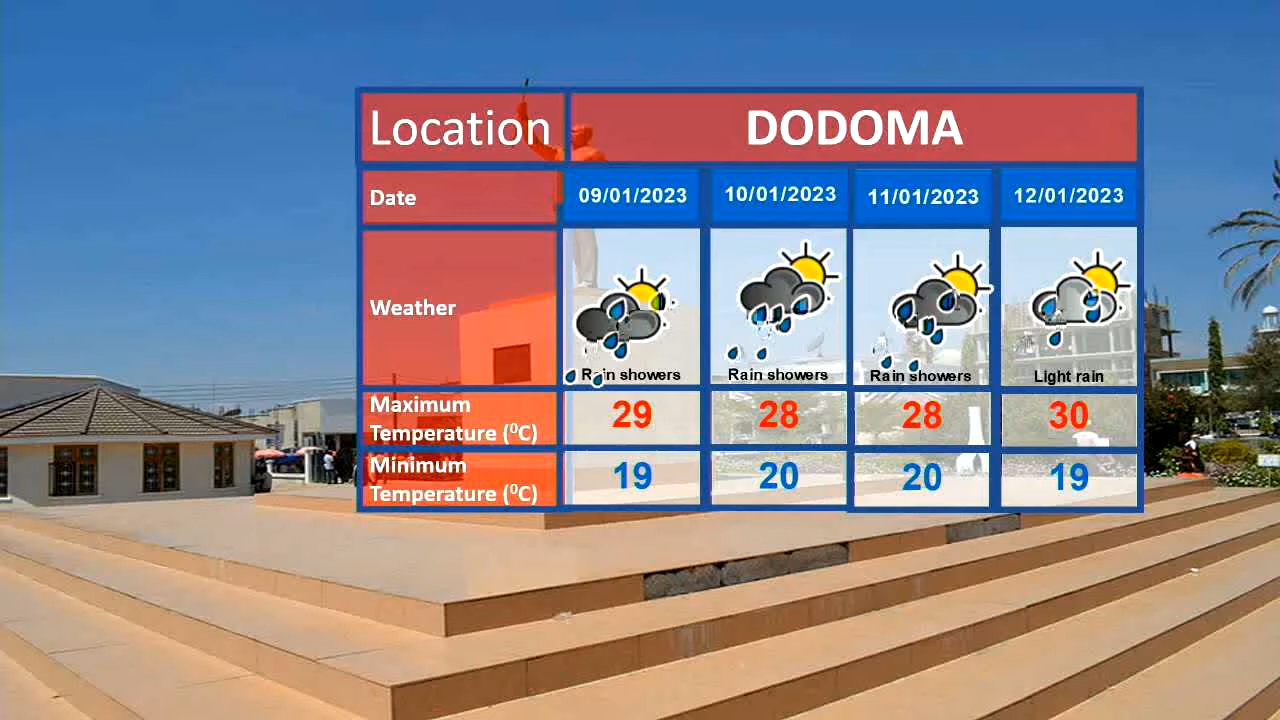 Location DODOMA
Date 09/01/2023 10/01/2023 11/01/2023 12/01/2023
Weather Rain showers Rain showers Rain showers Light rain
Maximum
Temperature (⁰C) 29 28 28 30
Minimum
Temperature (⁰C) 19 20 20 19